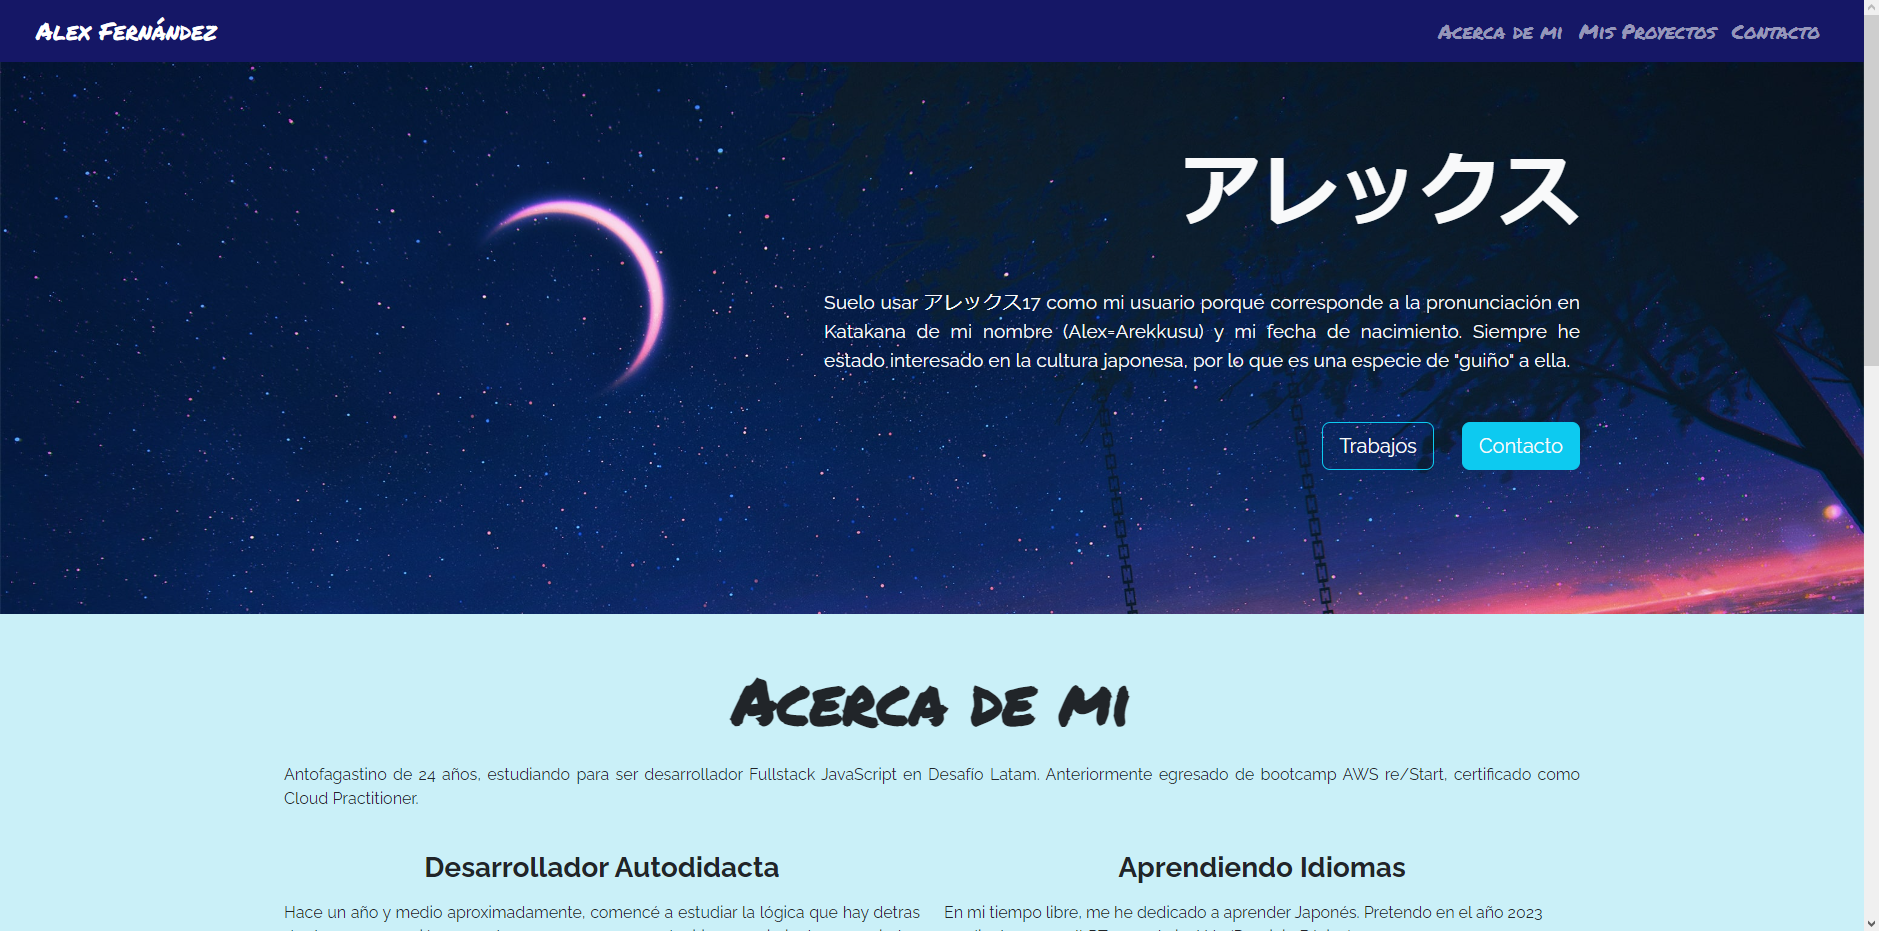 Alex Fernández
Acerca de mi Mis Proyectos Contacto
アレックス
Suelo usar アレックス17 como mi usuario porqué corresponde a la pronunciación en
Katakana de mi nombre (Alex=Arekkusu) y mi fecha de nacimiento. Siempre he
estado interesado en la cultura japonesa, por lo que es una especie de "guiño" a ella.
Trabajos Contacto
Acerca de mi
Antofagastino de 24 años, estudiando para ser desarrollador Fullstack JavaScript en Desafío Latam. Anteriormente egresado de bootcamp AWS re/Start, certificado como
Cloud Practitioner.
Desarrollador Autodidacta
Hace un año y medio aproximadamente, comencé a estudiar la lógica que hay detras
Aprendiendo Idiomas
En mi tiempo libre, me he dedicado a aprender Japonés. Pretendo en el año 2023